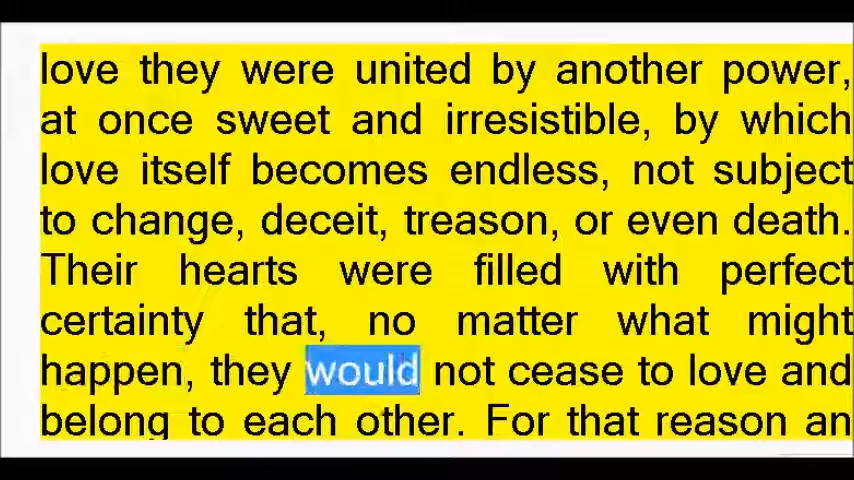 love they were united by another power,
at once sweet and irresistible, by which
love itself becomes endless, not subject
to change, deceit, treason, or even death.
Their hearts were filled with perfect
certainty that, no matter what might
happen, they would not cease to love and
belong to each other. For that reason an